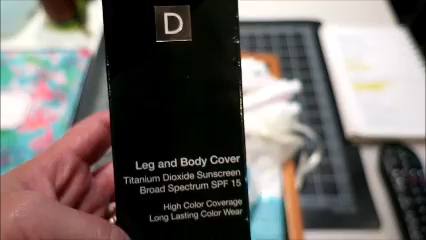 D
Leg and Body Cover
Titanium Dioxide Sunscreen
Broad Spectrum SPF 15
High Color Coverage
Long Lasting Color Wear